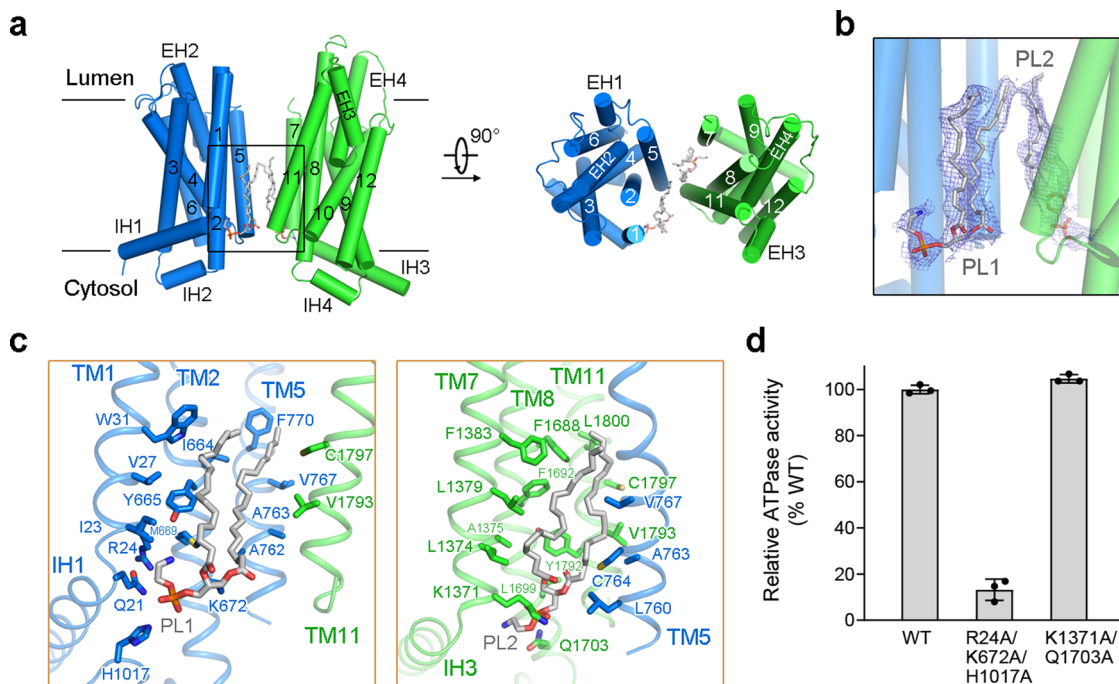 a
EH2
Lumen
EH4
EH3
1
7
5
3
4
8
11
12
6
9
10
2
IH1
IH3
Cytosol
IH2
IH4
90°
EH1
6
7
9
EH4
EH2
4
5
8
2
3
11
12
1
EH3
b
PL2
PL1
c
TM1
TM2
TM5
W31
F770
I664
C1797
V27
V767
Y665
V1793
A763
I23
M669
R24
A762
IH1
Q21
K672
PL1
TM11
H1017
TM7
TM11
TM8
F1688
L1800
F1383
F1692
C1797
L1379
V767
A1375
V1793
L1374
A763
Y1792
C764
K1371
L1699
L760
PL2
Q1703
TM5
IH3
d
Relative ATPase activity
(% WT)
100
80
60
40
20
0
WT
R24A/
K672A/
H1017A
K1371A/
Q1703A